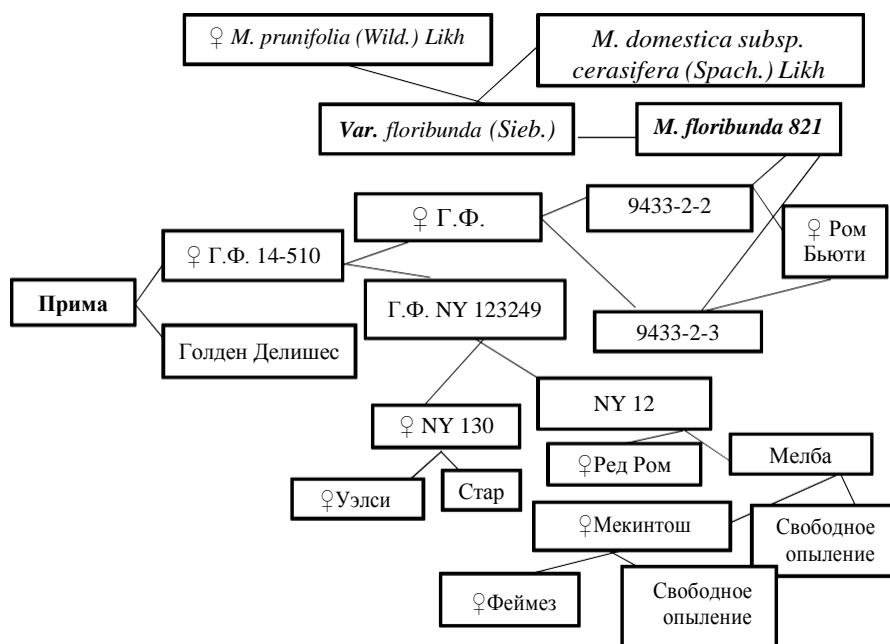 ♀ M. prunifolia (Wild.) Likh
M. domestica subsp.
cerasifera (Spach.) Likh
Var. floribunda (Sieb.)
M. floribunda 821
♀ Г.Ф.
9433-2-2
♀ Ром
Бьюти
♀ Г.Ф. 14-510
Прима
Г.Ф. NY 123249
9433-2-3
Голден Делишес
NY 12
♀ NY 130
♀Ред Ром
Мелба
♀Уэлси
Стар
♀Мекинтош
Свободное
опыление
♀Феймез
Свободное
опыление